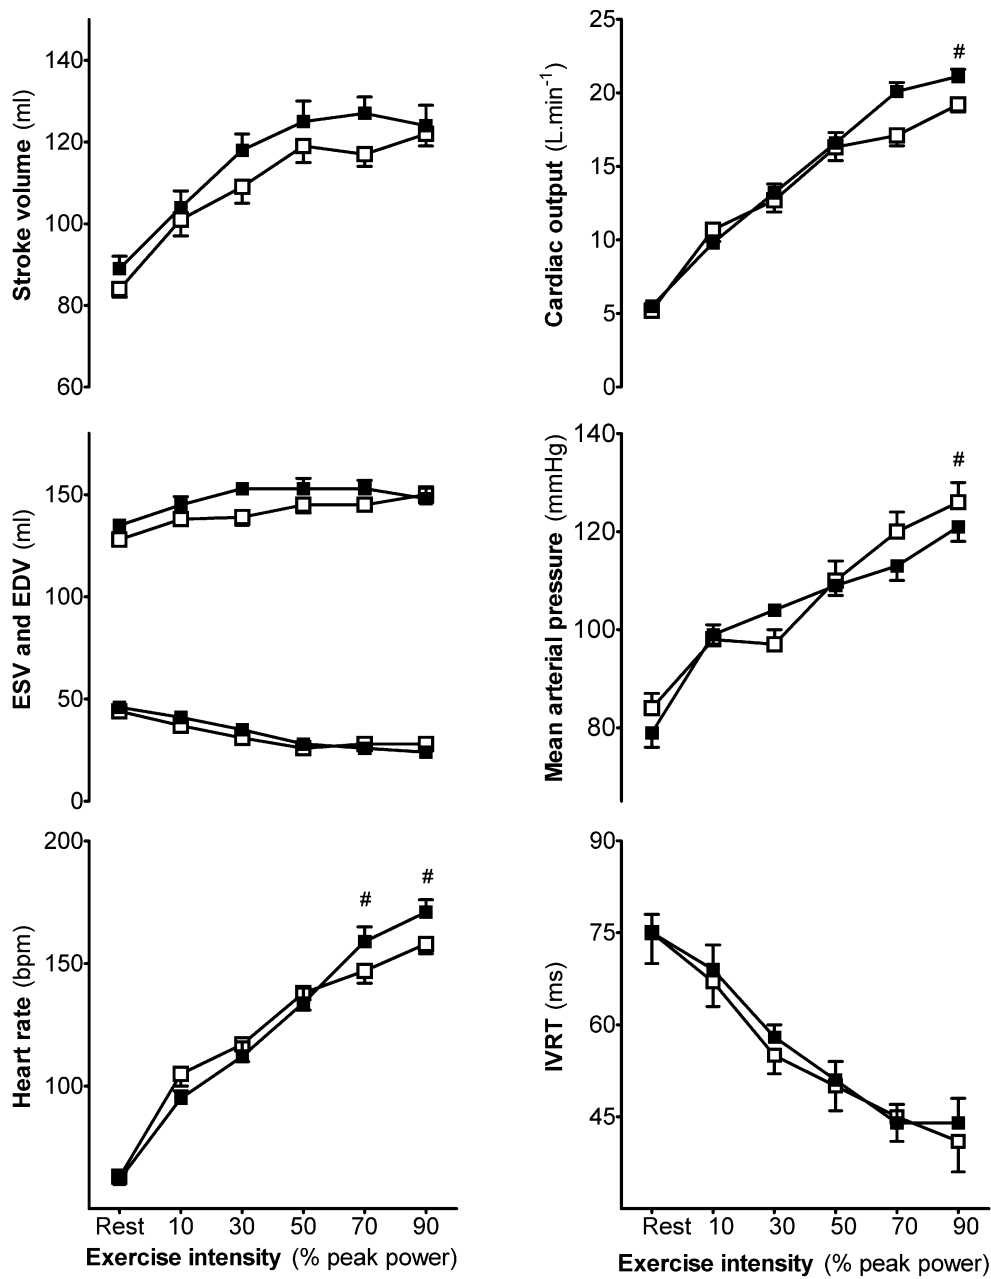 140
120
100
80
60
Stroke volume (ml)
25
20
15
10
5
0
Cardiac output (L.min-1)
#
150
100
50
0
ESV and EDV (ml)
140
120
100
80
Mean arterial pressure (mmHg)
#
200
150
100
Heart rate (bpm)
# #
Rest 10 30 50 70 90
Exercise intensity (% peak power)
90
75
60
45
IVRT (ms)
Rest 10 30 50 70 90
Exercise intensity (% peak power)